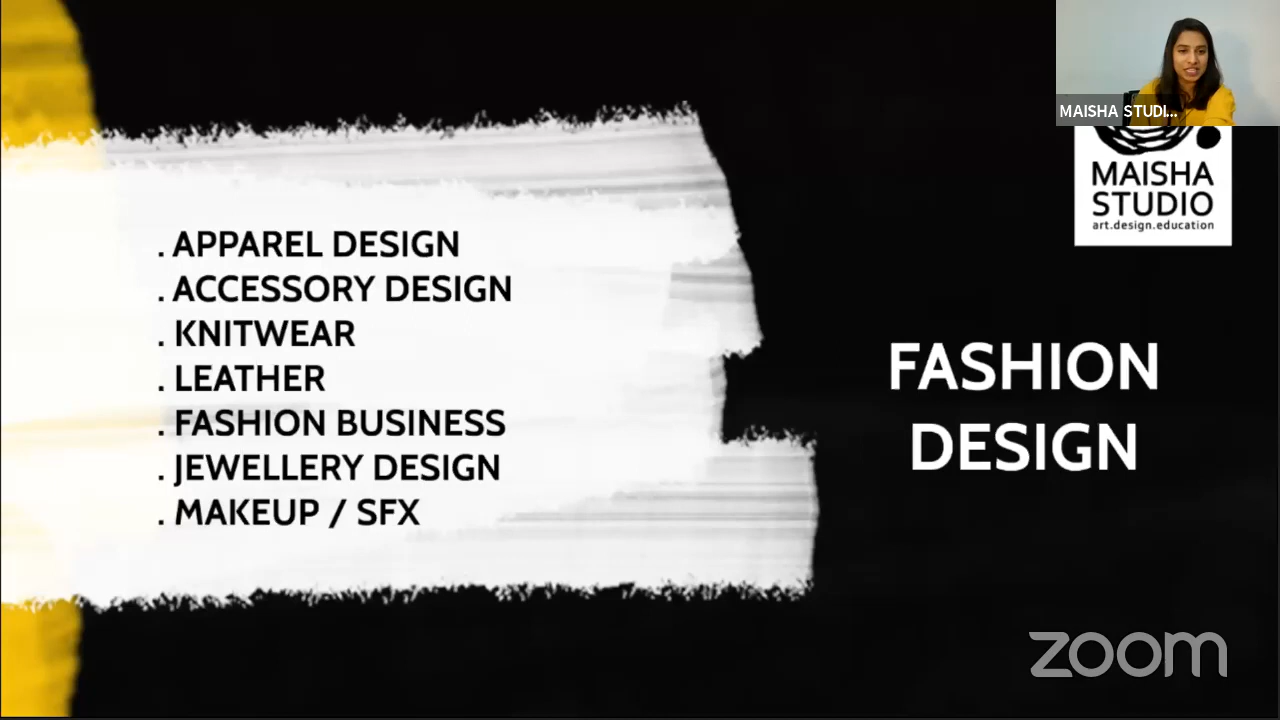 MAISHA STUDI...
MAISHA
STUDIO
art.design.education
. APPAREL DESIGN
. ACCESSORY DESIGN
. KNITWEAR
. LEATHER
. FASHION BUSINESS
. JEWELLERY DESIGN
. MAKEUP / SFX
FASHION
DESIGN
zoom